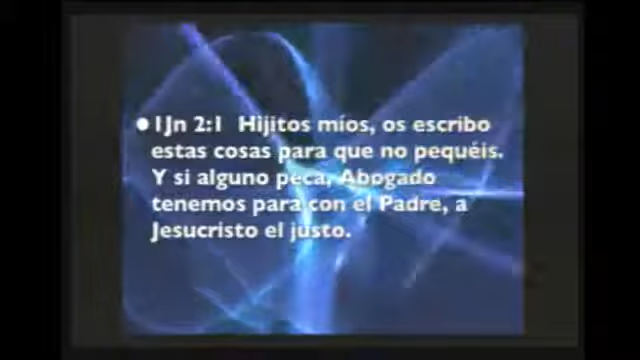 ●1Jn 2:1 Hijitos míos, os escribo
estas cosas para que no pequéis.
Y si alguno peca, Abogado
tenemos para con el Padre, a
Jesucristo el justo.